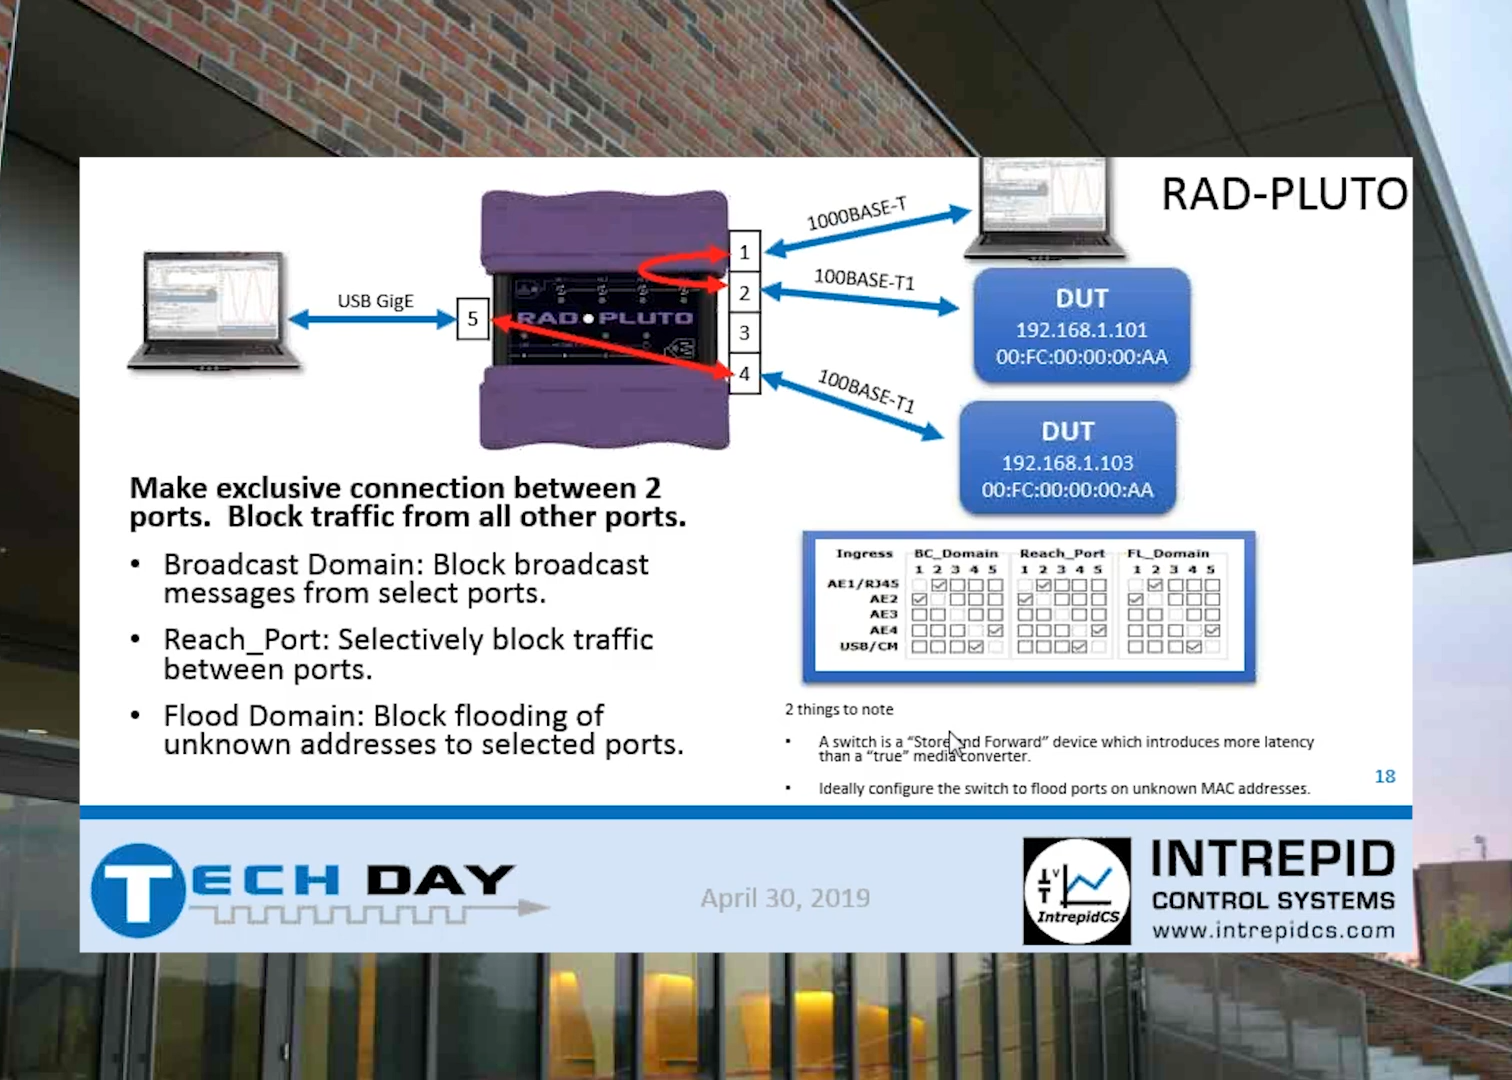 RAD-PLUTO
1000BASE-T
100BASE-T1
100BASE-T1
USB GigE
5
RAD PLUTO
1
2
3
4
DUT
192.168.1.101
00:FC:00:00:00:AA
DUT
192.168.1.103
00:FC:00:00:00:AA
Make exclusive connection between 2
ports. Block traffic from all other ports.
• Broadcast Domain: Block broadcast
messages from select ports.
• Reach_Port: Selectively block traffic
between ports.
• Flood Domain: Block flooding of
unknown addresses to selected ports.
Ingress BC_Domain Reach_Port FL_Domain
1 2 3 4 5 1 2 3 4 5 1 2 3 4 5
AE1/RJ45
AE2
AE3
AE4
USB/CM
2 things to note
• A switch is a “Store and Forward” device which introduces more latency
than a “true” media converter.
• Ideally configure the switch to flood ports on unknown MAC addresses.
18
TECH DAY
April 30, 2019
IntrepidCS
INTREPID
CONTROL SYSTEMS
www.intrepidcs.com